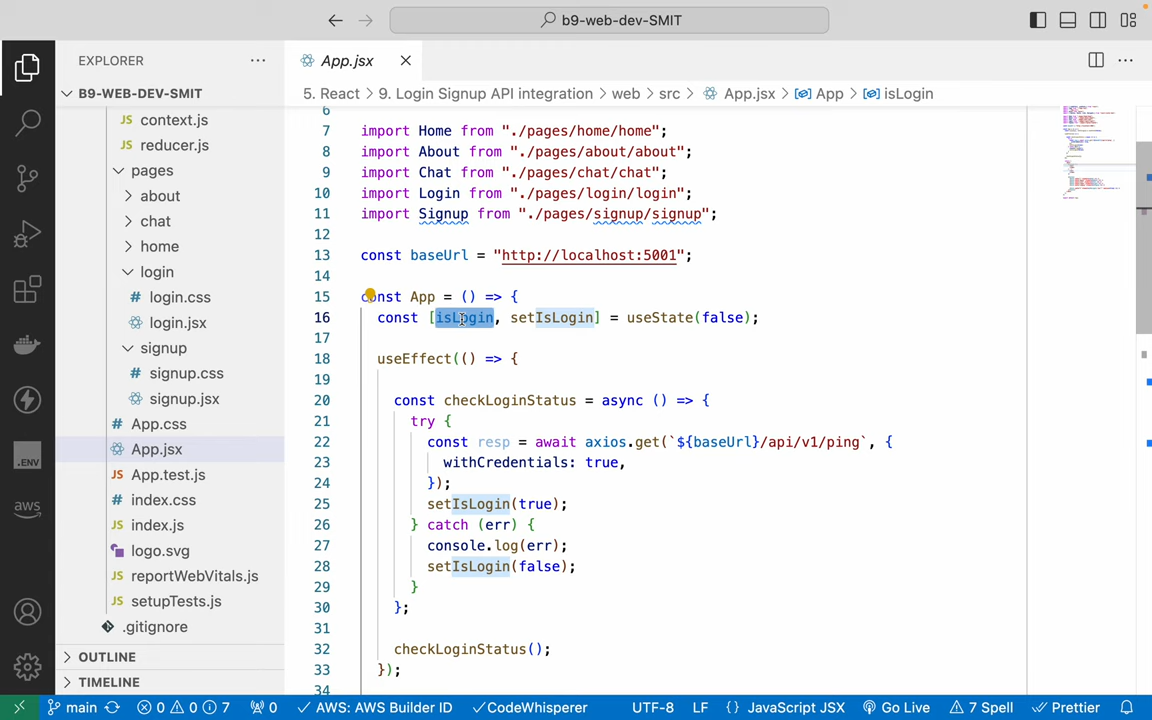 b9-web-dev-SMIT
EXPLORER
App.jsx
B9-WEB-DEV-SMIT
5. React > 9. Login Signup API integration > web > src > App.jsx > App > isLogin
context.js
reducer.js
pages
about
chat
home
login
login.css
login.jsx
signup
signup.css
signup.jsx
App.css
App.jsx
App.test.js
index.css
index.js
logo.svg
reportWebVitals.js
setupTests.js
.gitignore
OUTLINE
TIMELINE
.ENV
aws
6
7 import Home from "./pages/home/home";
8 import About from "./pages/about/about";
9 import Chat from "./pages/chat/chat";
10 import Login from "./pages/login/login";
11 import Signup from "./pages/signup/signup";
12
13 const baseUrl = "http://localhost:5001";
14
15 const App = () => {
16 const [isLogin, setIsLogin] = useState(false);
17
18 useEffect(() => {
19
20 const checkLoginStatus = async () => {
21 try {
22 const resp = await axios.get(`${baseUrl}/api/v1/ping`, {
23 withCredentials: true,
24 });
25 setIsLogin(true);
26 } catch (err) {
27 console.log(err);
28 setIsLogin(false);
29 }
30 };
31
32 checkLoginStatus();
33 });
34
main 0 0 7 0 AWS: AWS Builder ID CodeWhisperer UTF-8 LF {} JavaScript JSX Go Live 7 Spell Prettier